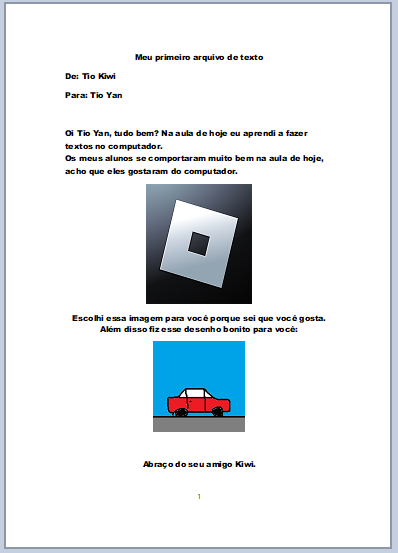 Meu primeiro arquivo de texto
De: Tio Kiwi
Para: Tio Yan
Oi Tio Yan, tudo bem? Na aula de hoje eu aprendi a fazer
textos no computador.
Os meus alunos se comportaram muito bem na aula de hoje,
acho que eles gostaram do computador.
Escolhi essa imagem para você porque sei que você gosta.
Além disso fiz esse desenho bonito para você:
Abraço do seu amigo Kiwi.
1